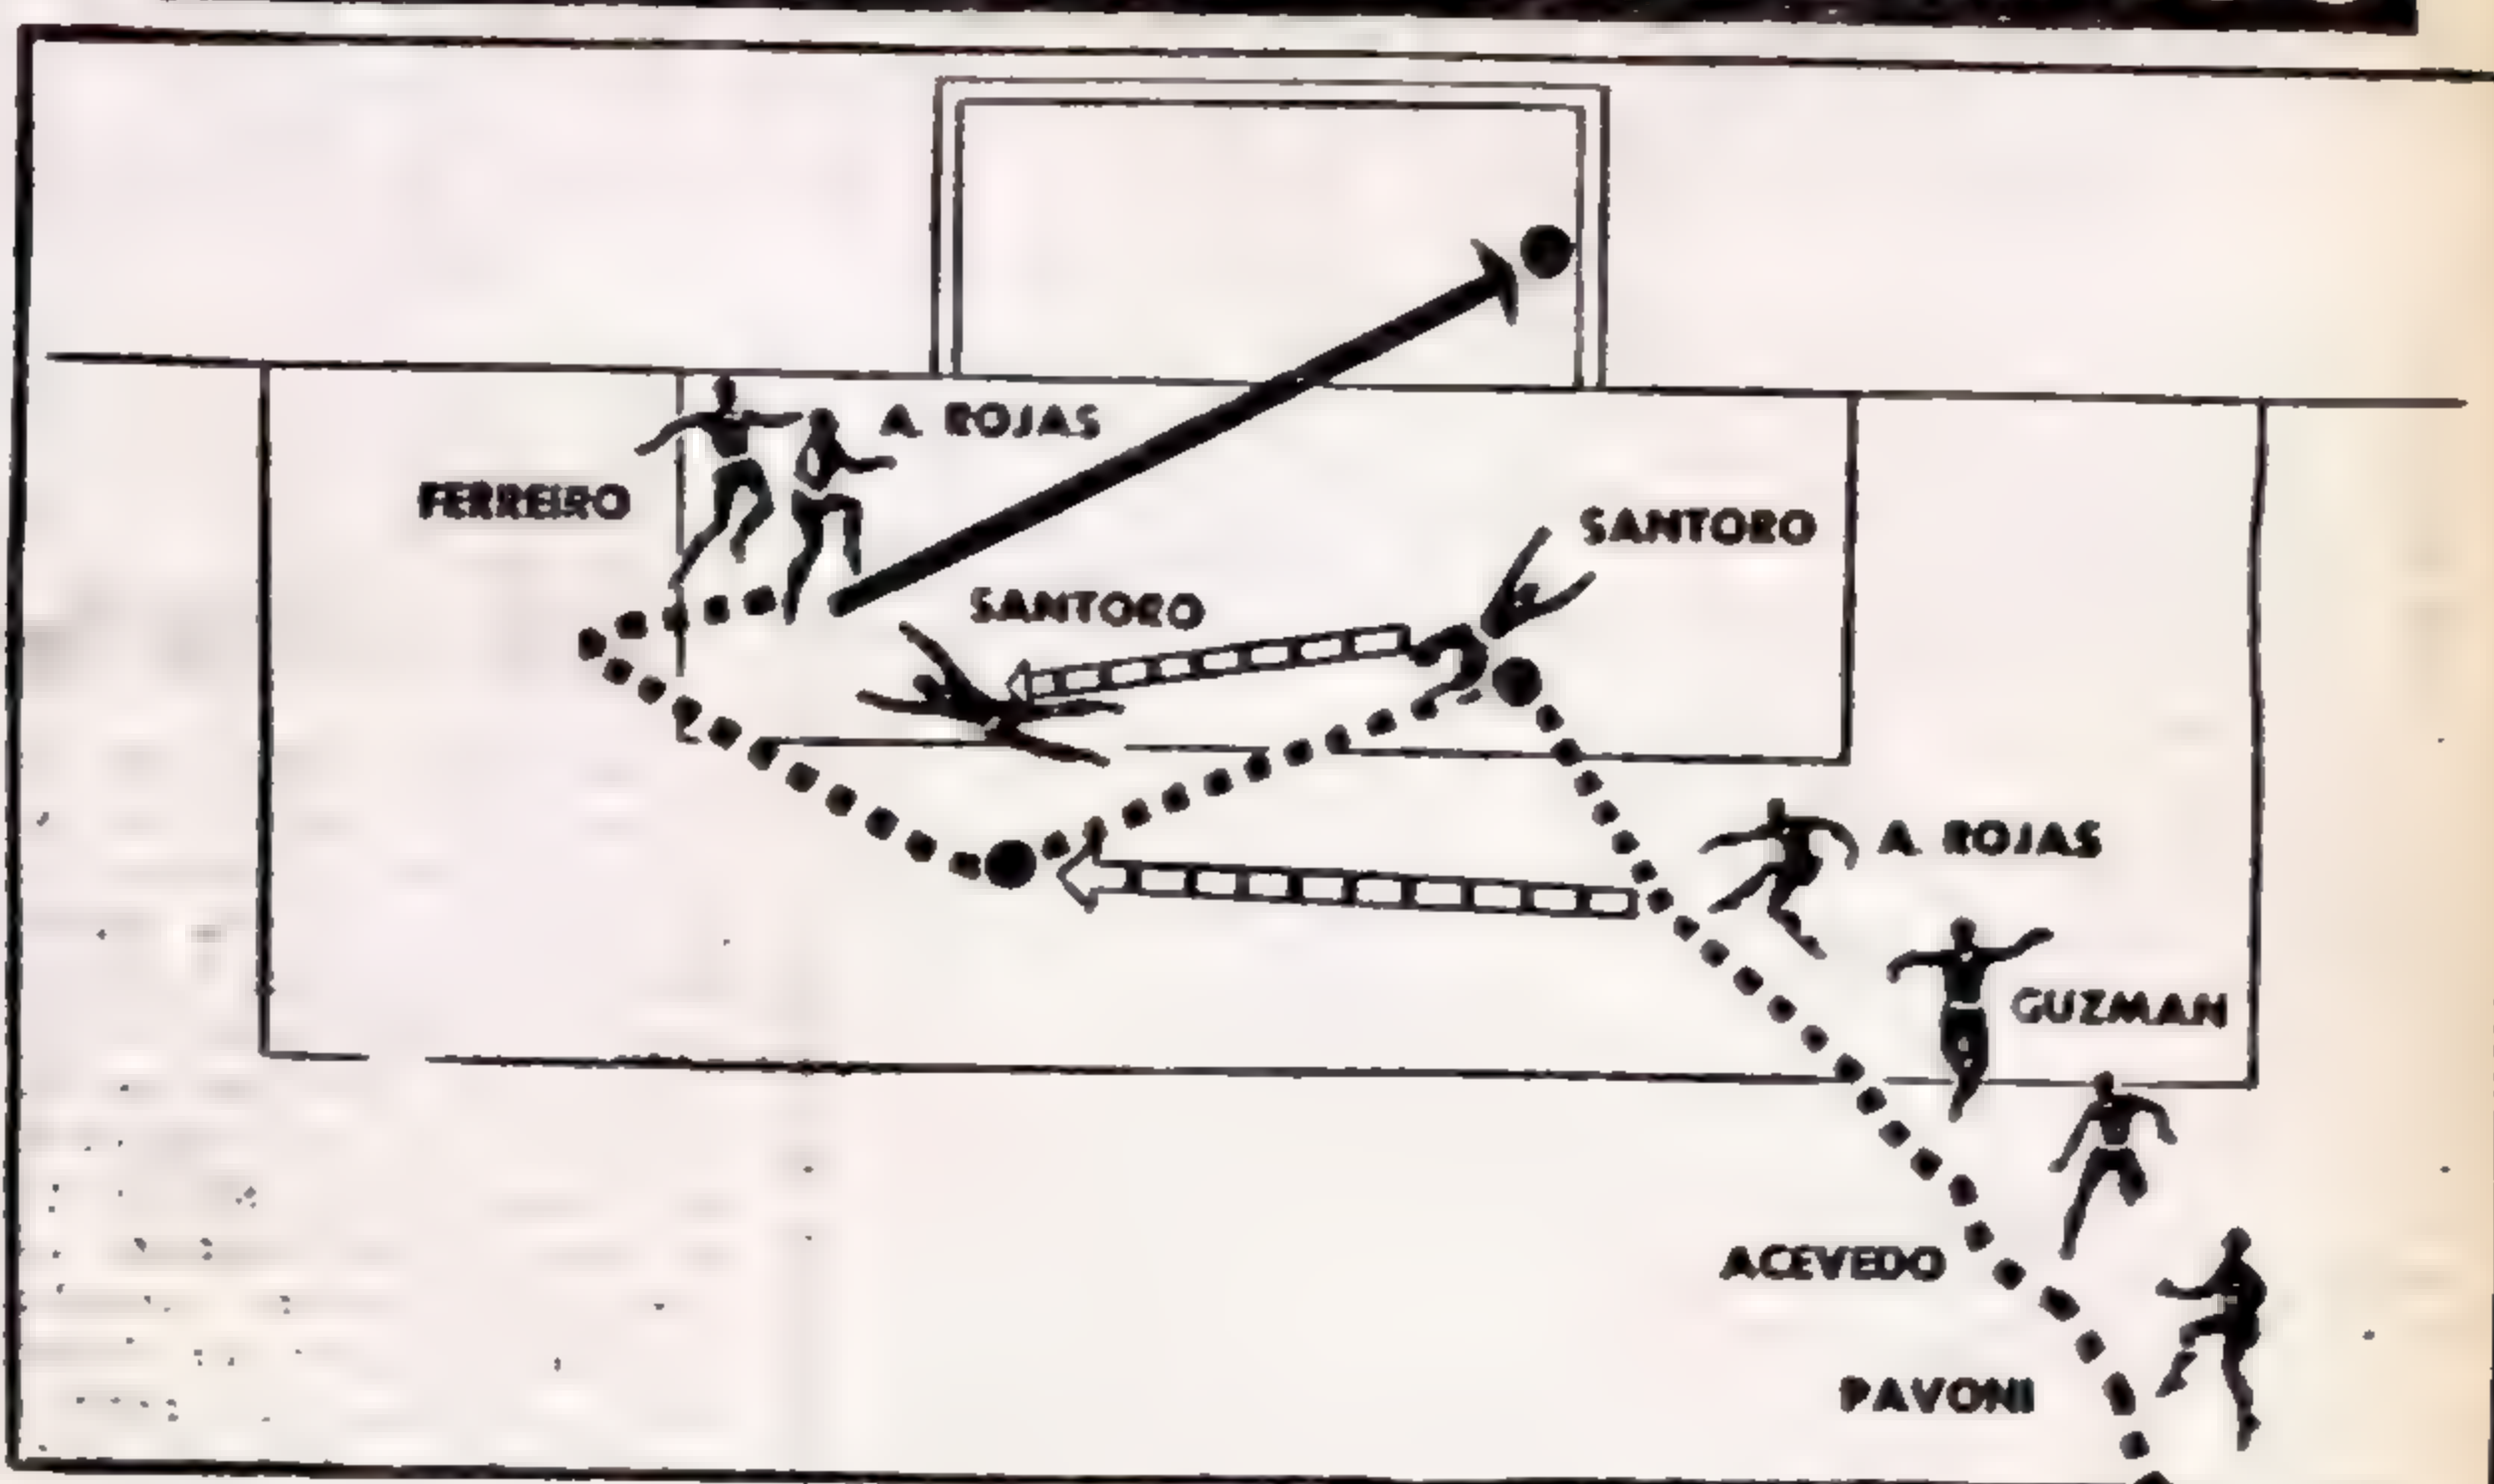 A. ROJAS
FERREIRO
SANTORO
SANTORO
A. ROJAS
GUZMAN
ACEVEDO
PAVONI